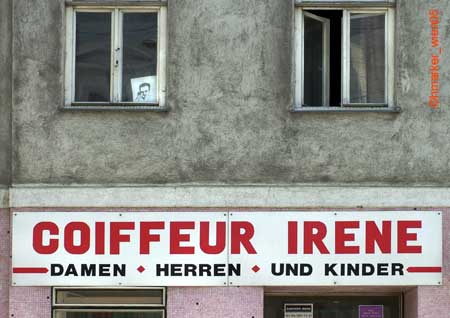 COIFFEUR IRENE
DAMEN • HERREN • UND KINDER